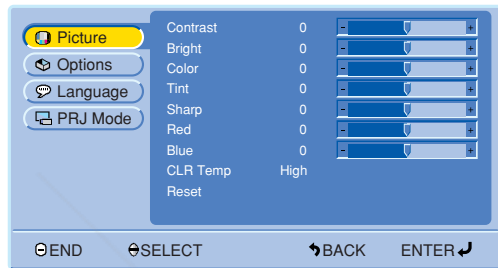 Picture
Options
Language
PRJ Mode
Contrast 0 - +
Bright 0 - +
Color 0 - +
Tint 0 - +
Sharp 0 - +
Red 0 - +
Blue 0 - +
CLR Temp High
Reset
END SELECT BACK ENTER